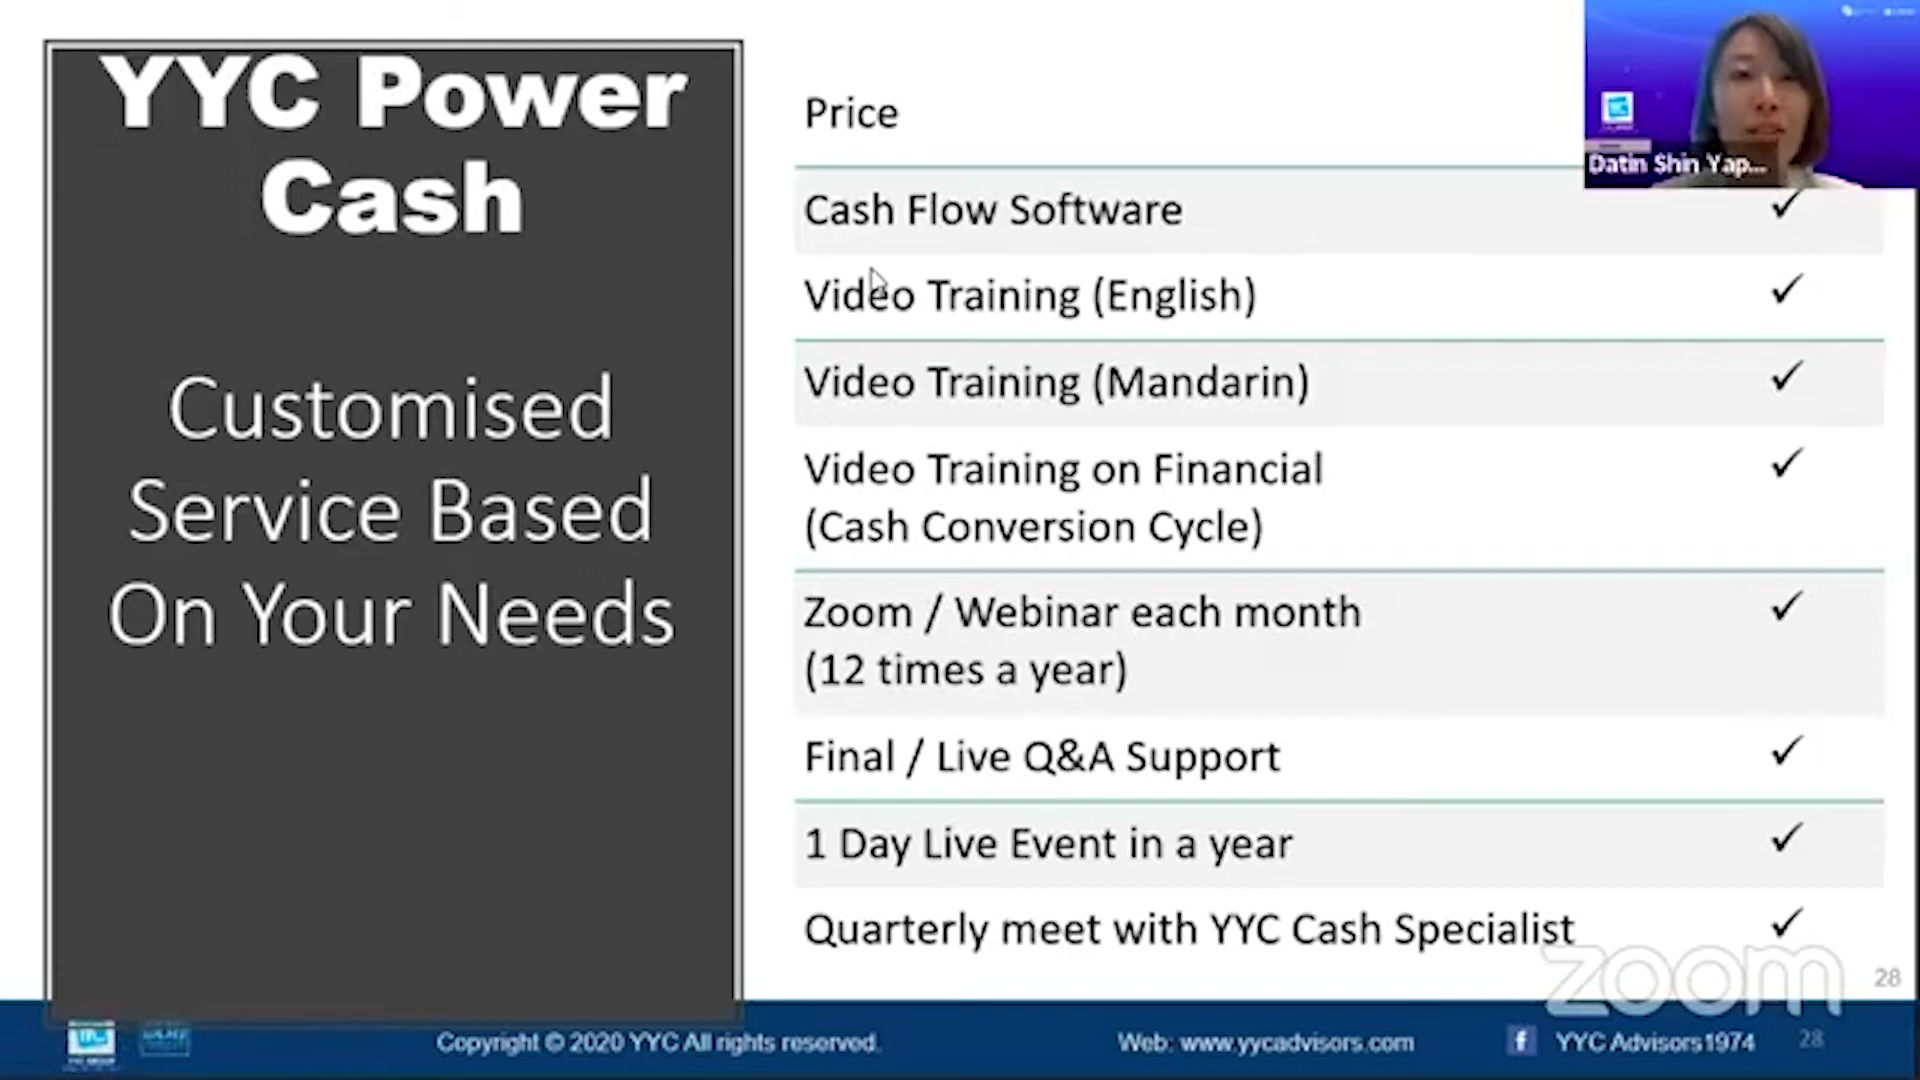 YYC Power
Cash
Customised
Service Based
On Your Needs
Price
Cash Flow Software ✓
Video Training (English) ✓
Video Training (Mandarin) ✓
Video Training on Financial ✓
(Cash Conversion Cycle)
Zoom / Webinar each month ✓
(12 times a year)
Final / Live Q&A Support ✓
1 Day Live Event in a year ✓
Quarterly meet with YYC Cash Specialist ✓
Datin Shin Yap...
zoom
28
Copyright © 2020 YYC All rights reserved.
Web: www.yycadvisors.com
f YYC Advisors1974
28